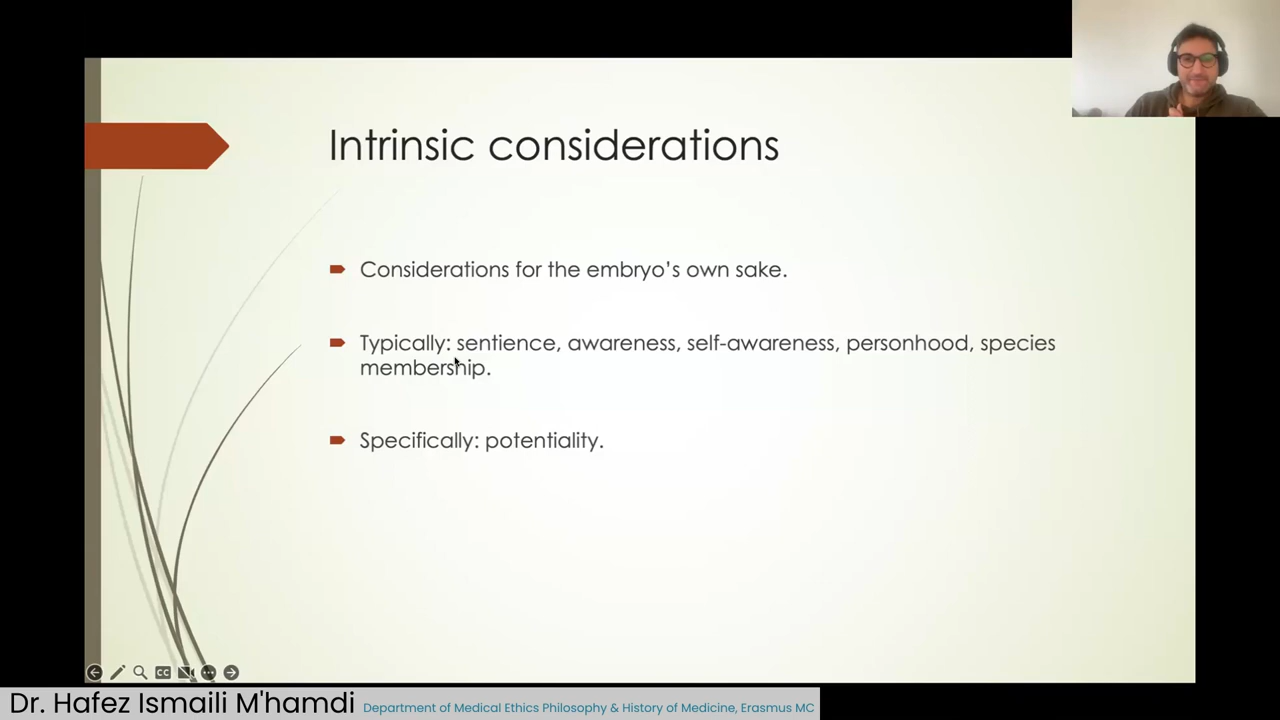 Intrinsic considerations
Considerations for the embryo's own sake.
Typically: sentience, awareness, self-awareness, personhood, species
membership.
Specifically: potentiality.
CC
Dr. Hafez Ismaili M'hamdi Department of Medical Ethics Philosophy & History of Medicine, Erasmus MC